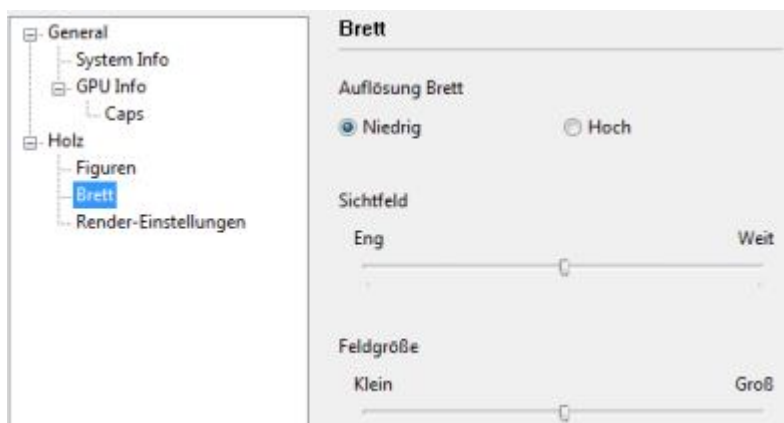 General
System Info
GPU Info
Caps
Holz
Figuren
Brett
Render-Einstellungen
Brett
Auflösung Brett
Niedrig Hoch
Sichtfeld
Eng Weit
Feldgröße
Klein Groß